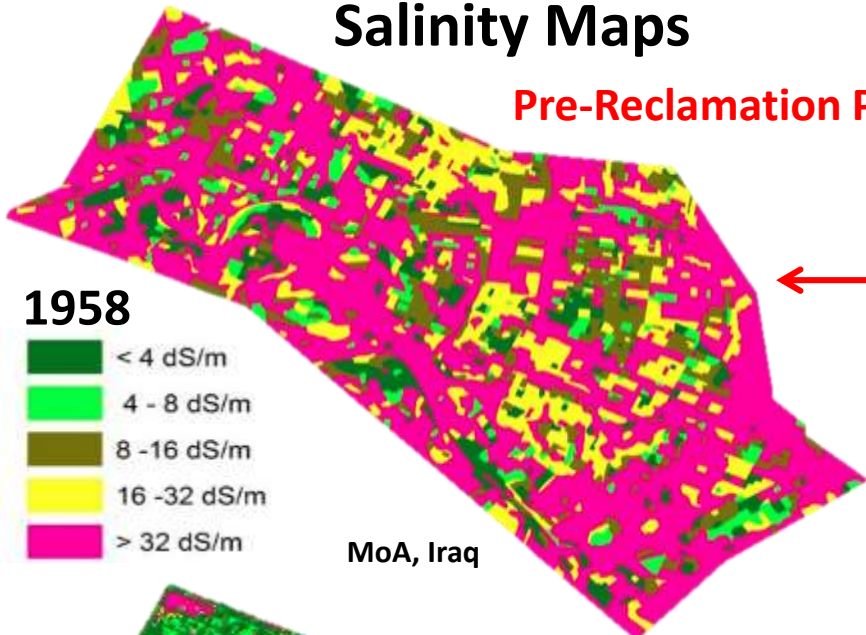 Salinity Maps
Pre-Reclamation
1958
< 4 dS/m
4 - 8 dS/m
8 -16 dS/m
16 -32 dS/m
> 32 dS/m
MoA, Iraq